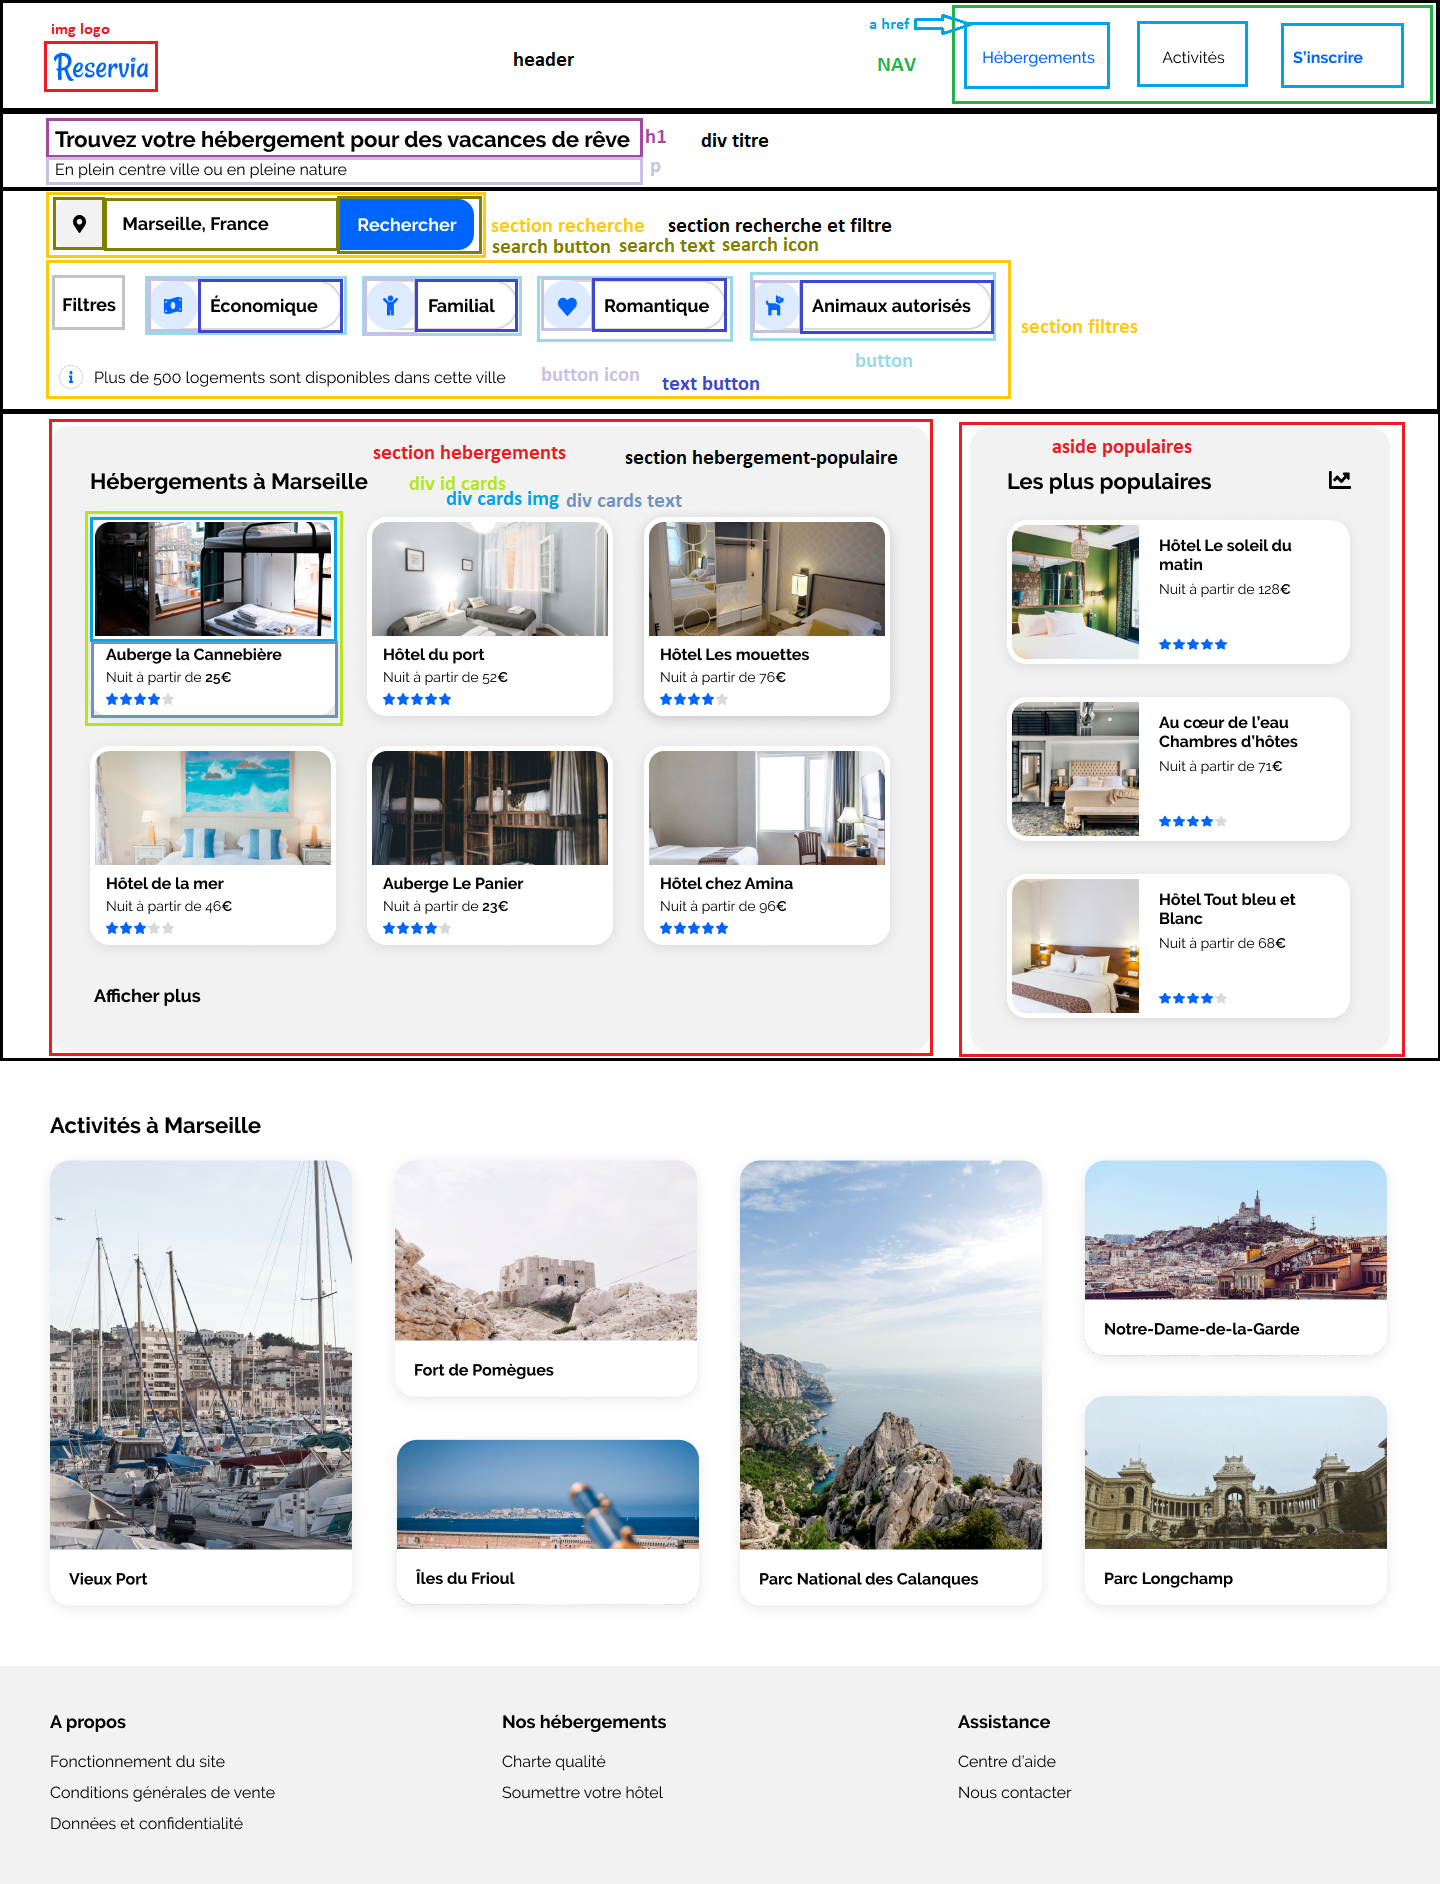 img logo
Reservia
header
a href
NAV
Hébergements
Activités
S'inscrire
Trouvez votre hébergement pour des vacances de rêve
h1
div titre
En plein centre ville ou en pleine nature
p
Marseille, France
Rechercher
section recherche
section recherche et filtre
search button
search text
search icon
Filtres
Économique
Familial
Romantique
Animaux autorisés
section filtres
button
Plus de 500 logements sont disponibles dans cette ville
button icon
text button
section hebergements
section hebergement-populaire
Hébergements à Marseille
div id cards
div cards img
div cards text
Auberge la Cannebière
Nuit à partir de 25€
Hôtel du port
Nuit à partir de 52€
Hôtel Les mouettes
Nuit à partir de 76€
Hôtel de la mer
Nuit à partir de 46€
Auberge Le Panier
Nuit à partir de 23€
Hôtel chez Amina
Nuit à partir de 96€
Afficher plus
aside populaires
Les plus populaires
Hôtel Le soleil du
matin
Nuit à partir de 128€
Au cœur de l'eau
Chambres d'hôtes
Nuit à partir de 71€
Hôtel Tout bleu et
Blanc
Nuit à partir de 68€
Activités à Marseille
Vieux Port
Fort de Pomègues
Îles du Frioul
Parc National des Calanques
Notre-Dame-de-la-Garde
Parc Longchamp
A propos
Fonctionnement du site
Conditions générales de vente
Données et confidentialité
Nos hébergements
Charte qualité
Soumettre votre hôtel
Assistance
Centre d'aide
Nous contacter